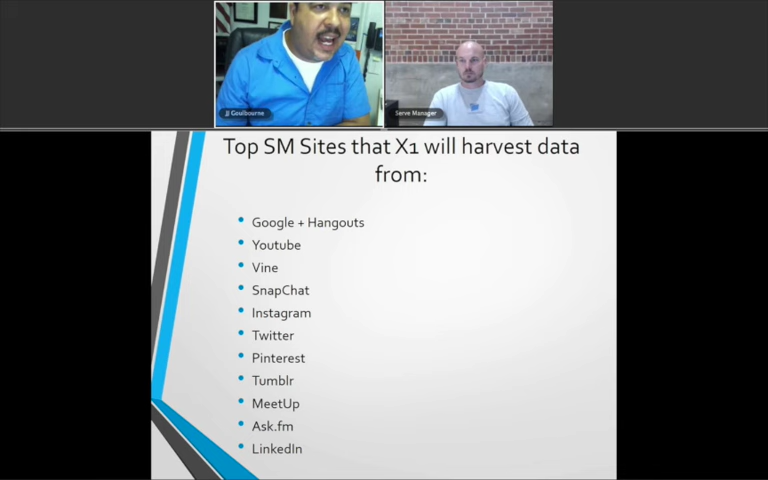 JJ Goulbourne
Serve Manager
Top SM Sites that X1 will harvest data
from:
Google + Hangouts
Youtube
Vine
SnapChat
Instagram
Twitter
Pinterest
Tumblr
MeetUp
Ask.fm
LinkedIn